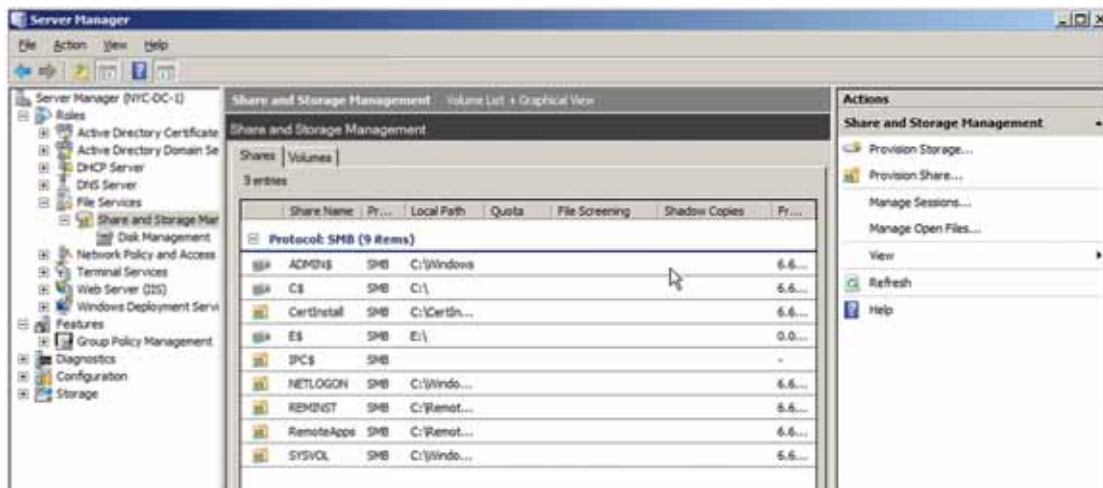 Server Manager
File Action View Help
Server Manager (NYC-DC-1)
Roles
Active Directory Certificate
Active Directory Domain Se
DHCP Server
DNS Server
File Services
Share and Storage Mar
Disk Management
Network Policy and Access
Terminal Services
Web Server (IIS)
Windows Deployment Servi
Features
Group Policy Management
Diagnostics
Configuration
Storage
Share and Storage Management Volume List + Graphical View
Share and Storage Management
Shares Volumes
9 entries
Share Name Pr... Local Path Quota File Screening Shadow Copies Fr...
Protocol: SMB (9 items)
ADMIN$ SMB C:\Windows 6.6...
C$ SMB C:\ 6.6...
CertInstall SMB C:\CertIn... 6.6...
E$ SMB E:\ 0.0...
IPC$ SMB -
NETLOGON SMB C:\Windo... 6.6...
REMINST SMB C:\Remot... 6.6...
RemoteApps SMB C:\Remot... 6.6...
SYSVOL SMB C:\Windo... 6.6...
Actions
Share and Storage Management
Provision Storage...
Provision Share...
Manage Sessions...
Manage Open Files...
View
Refresh
Help